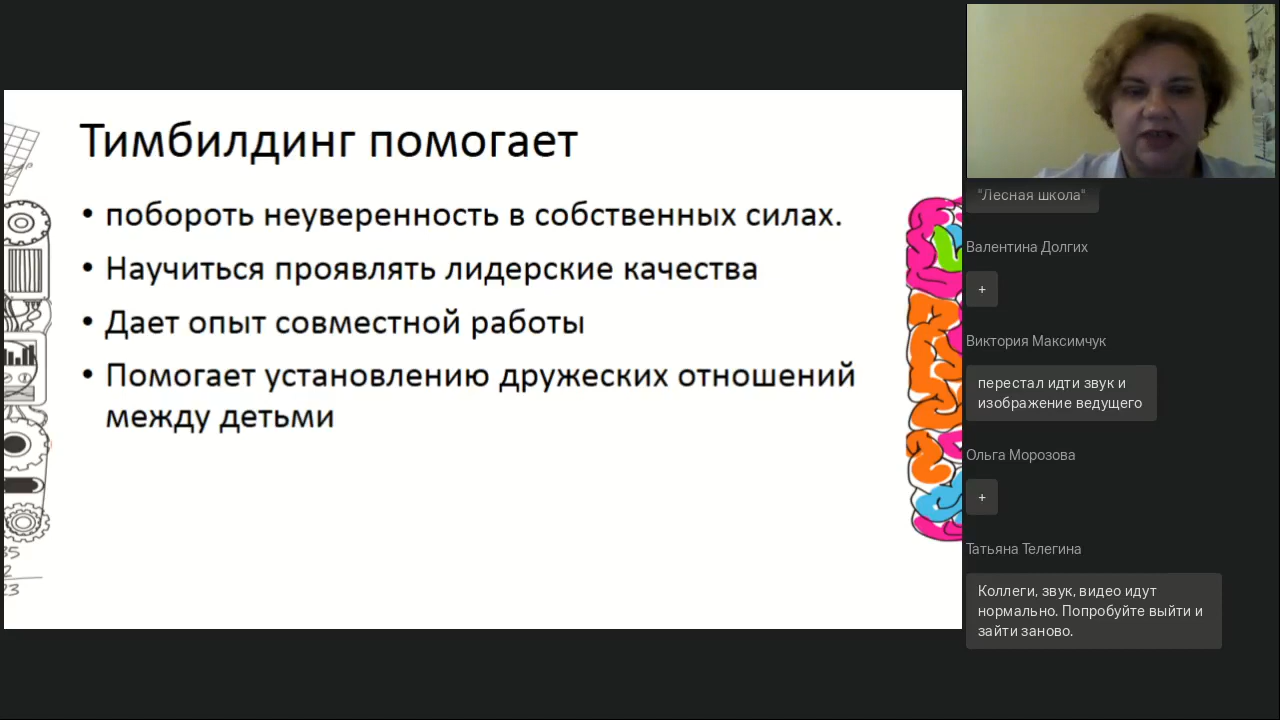 Тимбилдинг помогает
• побороть неуверенность в собственных силах.
• Научиться проявлять лидерские качества
• Дает опыт совместной работы
• Помогает установлению дружеских отношений
между детьми
"Лесная школа"
Валентина Долгих
+
Виктория Максимчук
перестал идти звук и
изображение ведущего
Ольга Морозова
+
Татьяна Телегина
Коллеги, звук, видео идут
нормально. Попробуйте выйти и
зайти заново.